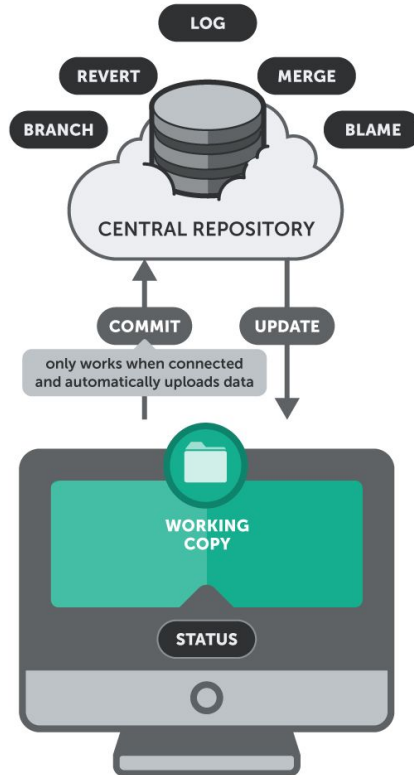 LOG
REVERT
MERGE
BRANCH
BLAME
CENTRAL REPOSITORY
COMMIT
UPDATE
only works when connected
and automatically uploads data
WORKING
COPY
STATUS